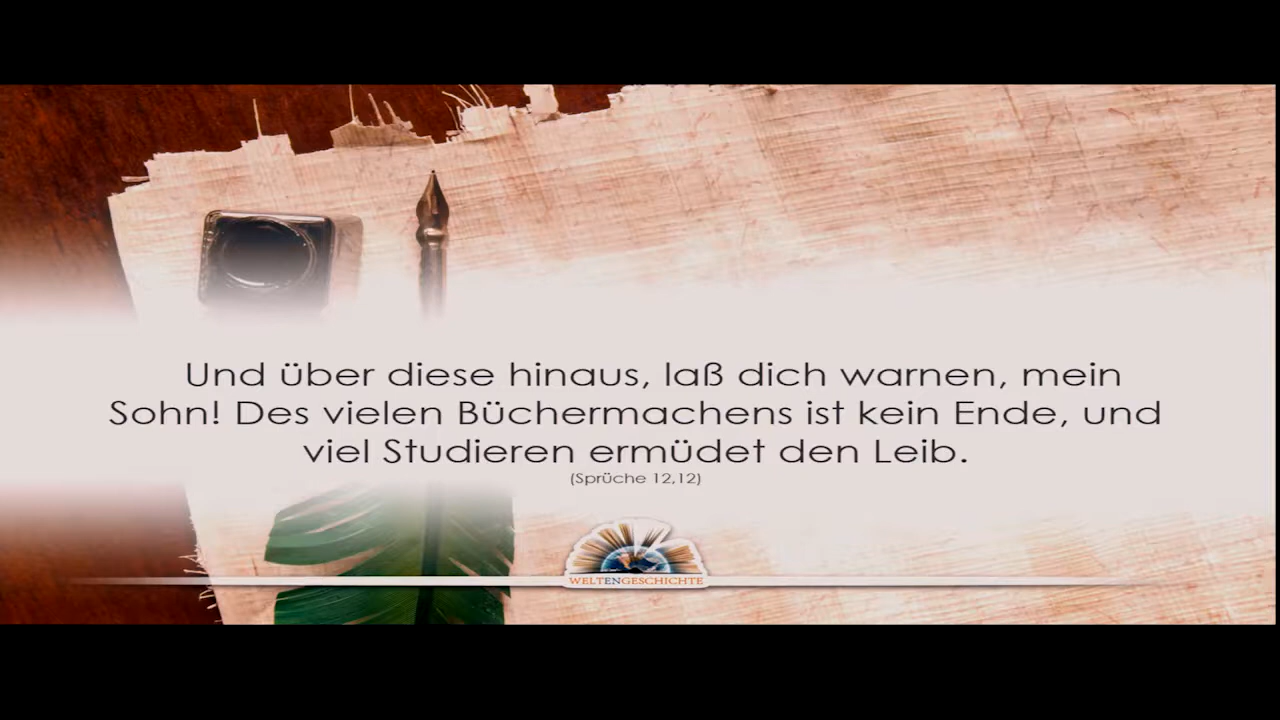 Und über diese hinaus, laß dich warnen, mein
Sohn! Des vielen Büchermachens ist kein Ende, und
viel Studieren ermüdet den Leib.
(Sprüche 12,12)
WELTENGESCHICHTE